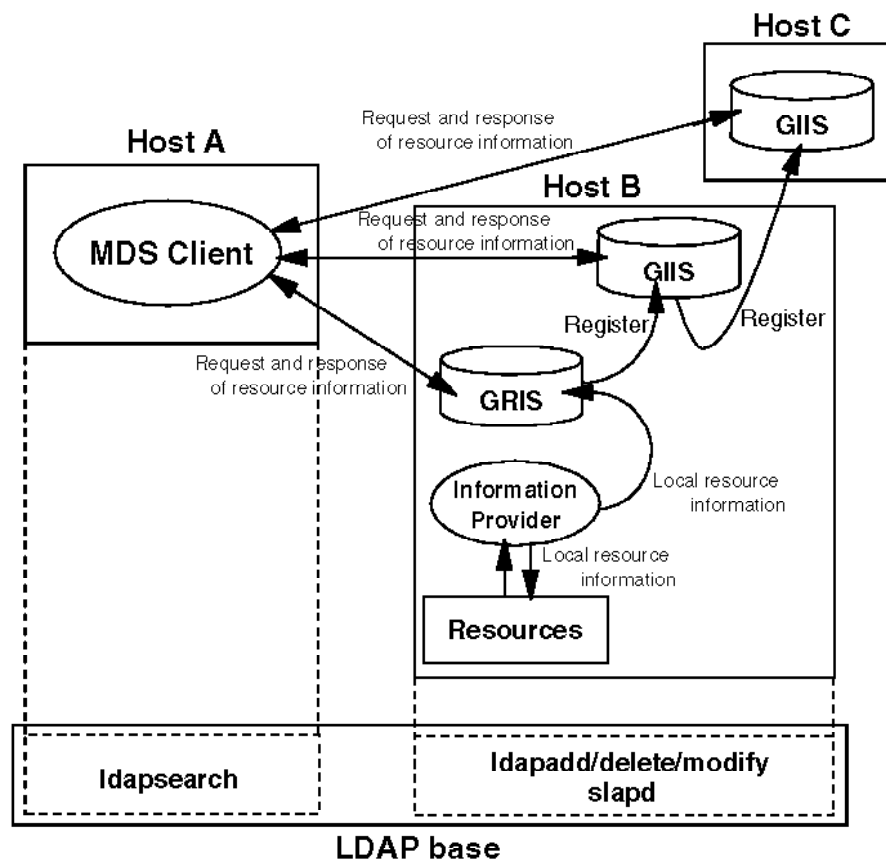 Host C
GIIS
Request and response
of resource information
Host A
Host B
MDS Client
Request and response
of resource information
GIIS
Register
Register
Request and response
of resource information
GRIS
Information
Provider
Local resource
information
Local resource
information
Resources
ldapsearch
ldapadd/delete/modify
slapd
LDAP base